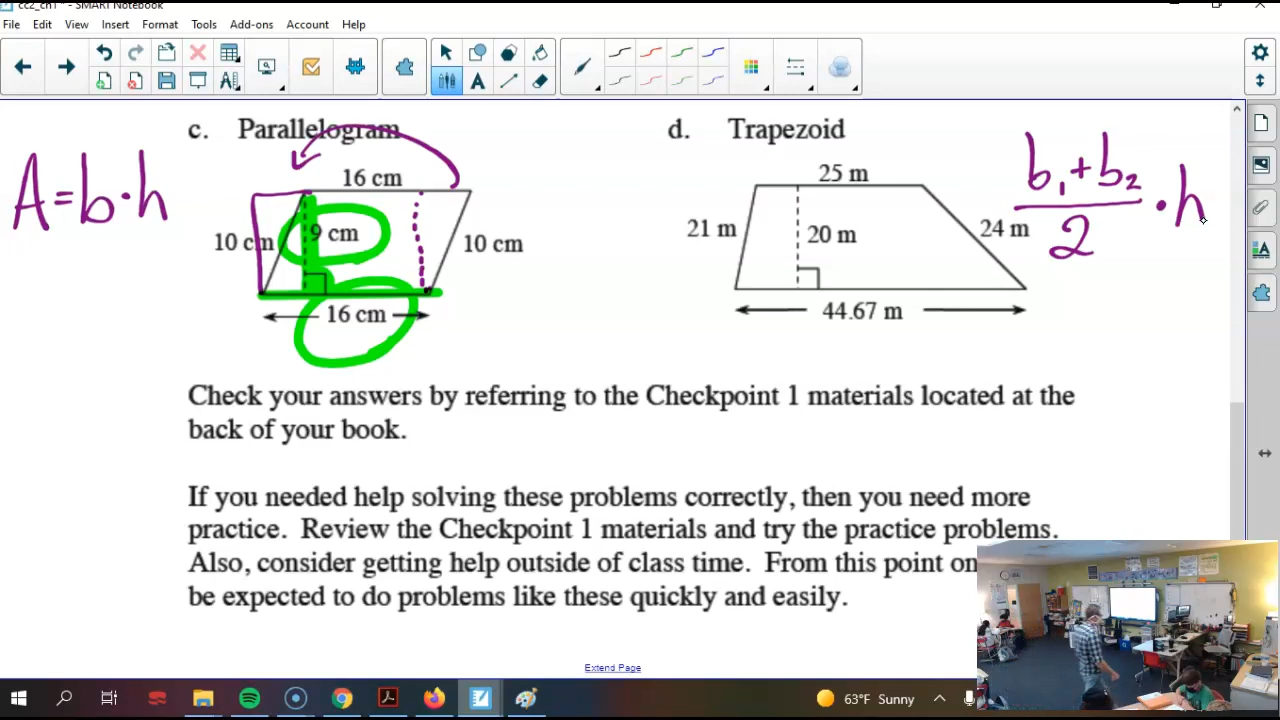 cc2_ch1 * - SMART Notebook
File Edit View Insert Format Tools Add-ons Account Help
c. Parallelogram
d. Trapezoid
A=b·h
16 cm
10 cm
9 cm
10 cm
16 cm
25 m
21 m
20 m
24 m
44.67 m
b₁+b₂
2
·h
Check your answers by referring to the Checkpoint 1 materials located at the
back of your book.
If you needed help solving these problems correctly, then you need more
practice. Review the Checkpoint 1 materials and try the practice problems.
Also, consider getting help outside of class time. From this point on
be expected to do problems like these quickly and easily.
Extend Page
63°F Sunny